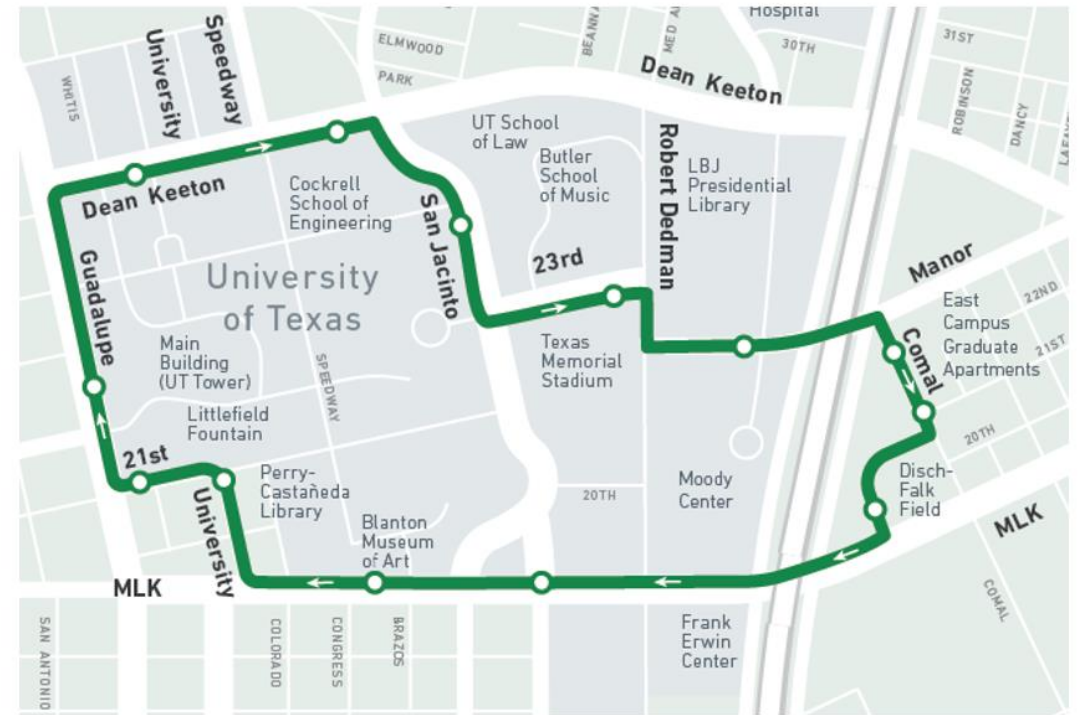 Hospital
ELMWOOD
BEANNA
MED A
30TH
31ST
Speedway
University
WHITIS
PARK
Dean Keeton
ROBINSON
DANCY
LAFAY
UT School
of Law
Butler
School
of Music
Robert Dedman
LBJ
Presidential
Library
Dean Keeton
Cockrell
School of
Engineering
San Jacinto
23rd
Manor
Guadalupe
University
of Texas
East
Campus
Graduate
Apartments
22ND
21ST
Comal
Main
Building
(UT Tower)
SPEEDWAY
Texas
Memorial
Stadium
Littlefield
Fountain
21st
20TH
Perry-
Castañeda
Library
University
20TH
Moody
Center
Disch-
Falk
Field
Blanton
Museum
of Art
MLK
MLK
COMAL
SAN ANTONIO
COLORADO
CONGRESS
BRAZOS
Frank
Erwin
Center